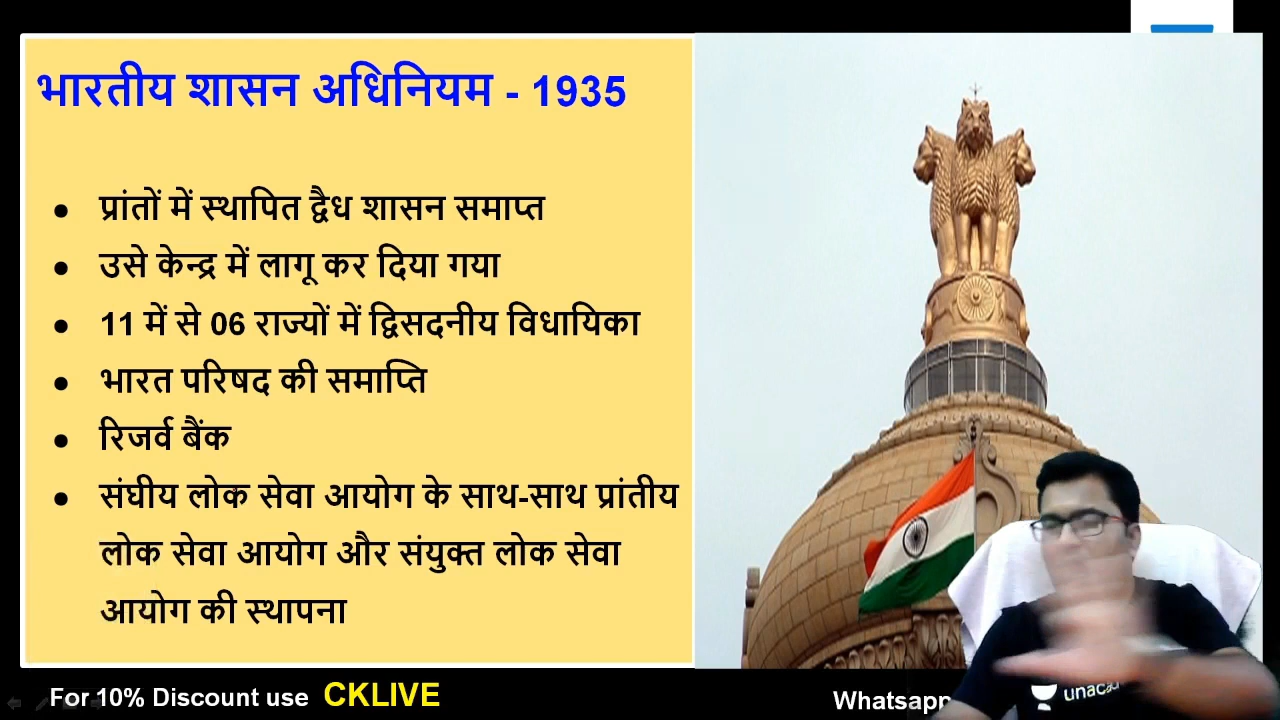 भारतीय शासन अधिनियम - 1935
● प्रांतों में स्थापित द्वैध शासन समाप्त
● उसे केन्द्र में लागू कर दिया गया
● 11 में से 06 राज्यों में द्विसदनीय विधायिका
● भारत परिषद की समाप्ति
● रिजर्व बैंक
● संघीय लोक सेवा आयोग के साथ-साथ प्रांतीय
लोक सेवा आयोग और संयुक्त लोक सेवा
आयोग की स्थापना
For 10% Discount use CKLIVE
Whatsapp